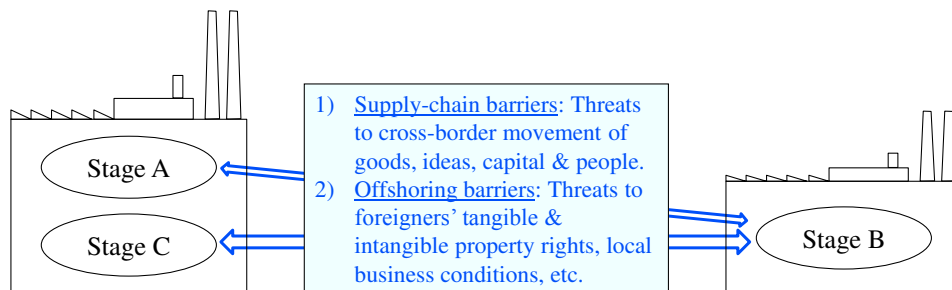 1) Supply-chain barriers: Threats
to cross-border movement of
goods, ideas, capital & people.
2) Offshoring barriers: Threats to
foreigners’ tangible &
intangible property rights, local
business conditions, etc.
Stage A
Stage C
Stage B